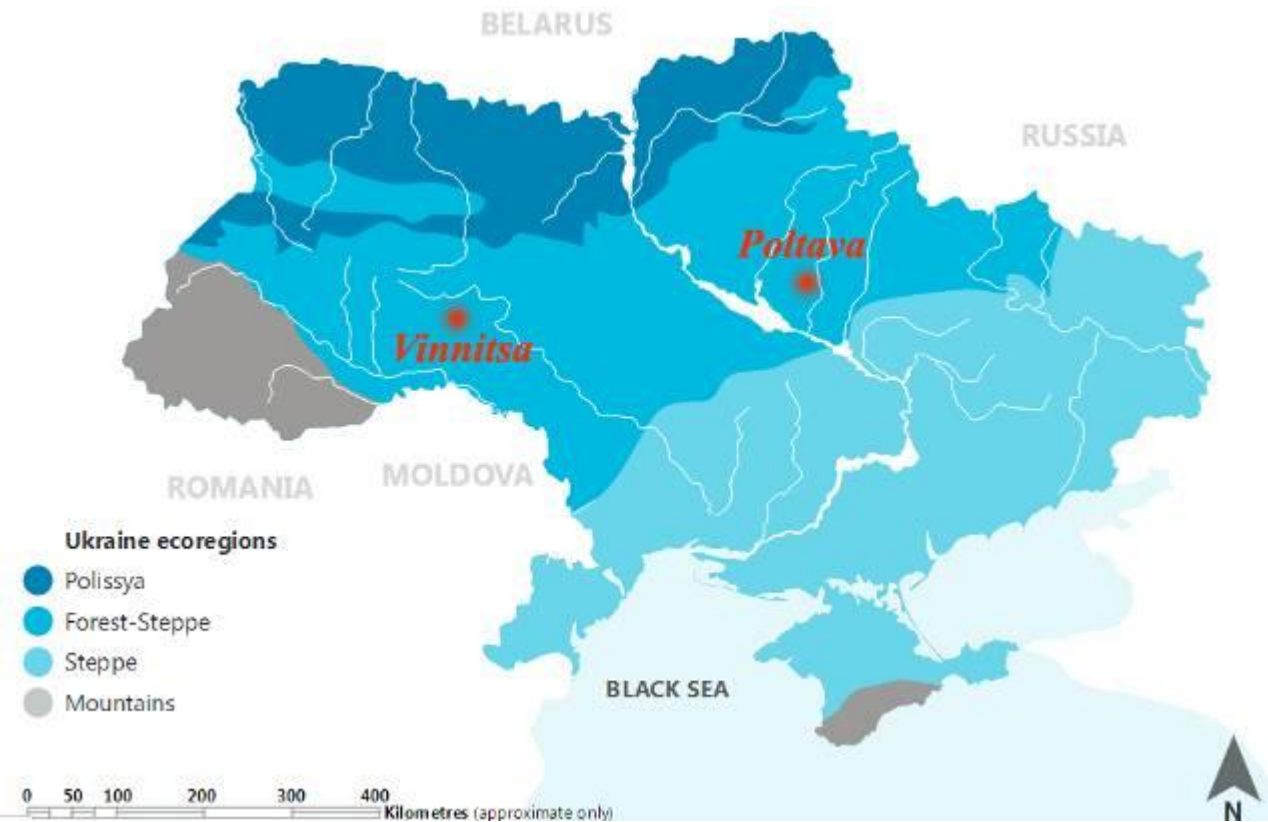 BELARUS
RUSSIA
Poltava
Vinnitsa
ROMANIA
MOLDOVA
Ukraine ecoregions
Polissya
Forest-Steppe
Steppe
Mountains
BLACK SEA
0 50 100 200 300 400
Kilometres (approximate only)
N